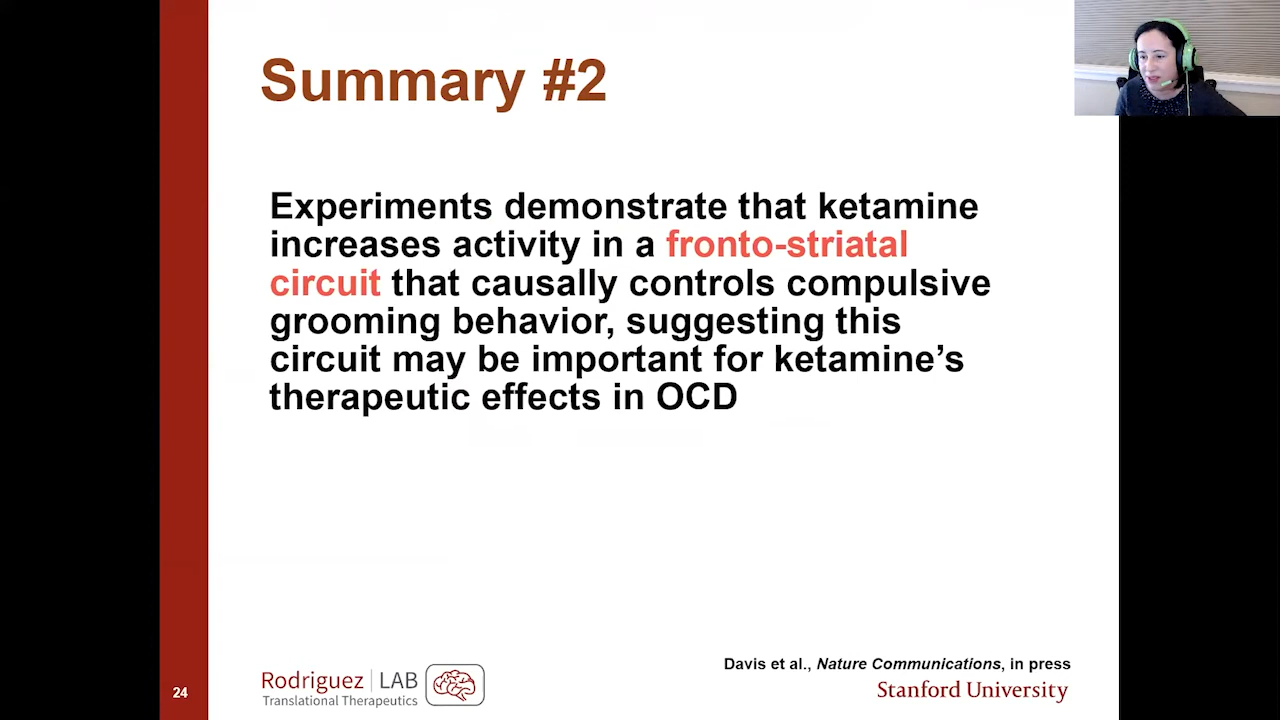 Summary #2
Experiments demonstrate that ketamine
increases activity in a fronto-striatal
circuit that causally controls compulsive
grooming behavior, suggesting this
circuit may be important for ketamine’s
therapeutic effects in OCD
Davis et al., Nature Communications, in press
24
Rodriguez LAB
Translational Therapeutics
Stanford University